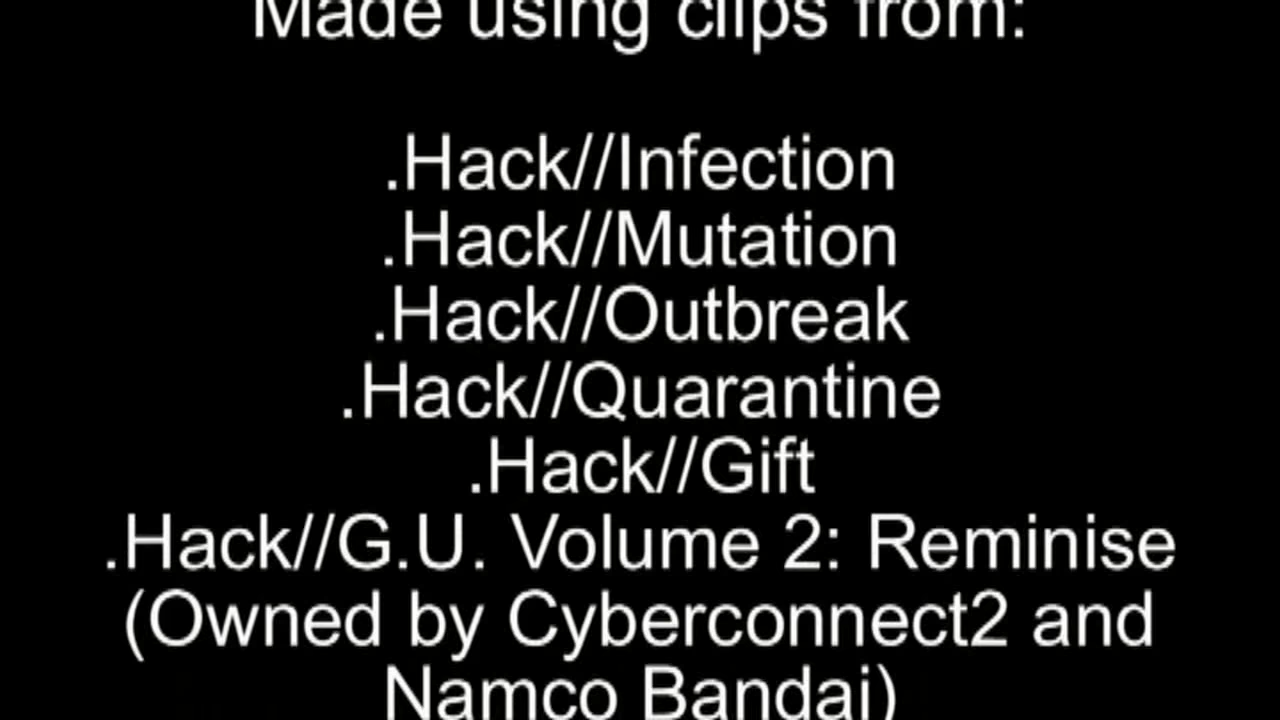 Made using clips from:
.Hack//Infection
.Hack//Mutation
.Hack//Outbreak
.Hack//Quarantine
.Hack//Gift
.Hack//G.U. Volume 2: Reminise
(Owned by Cyberconnect2 and
Namco Bandai)